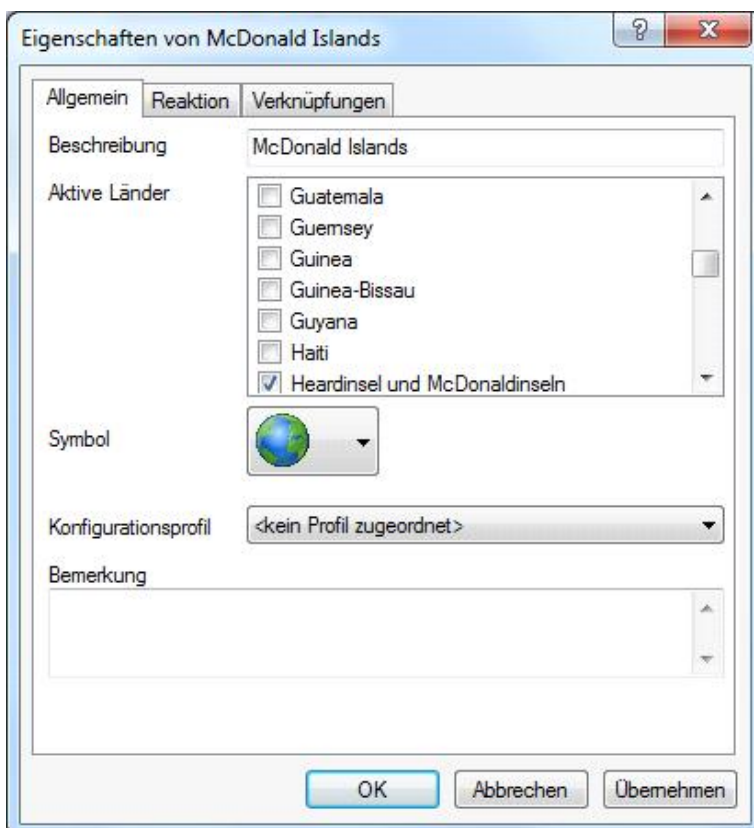 Eigenschaften von McDonald Islands
Allgemein Reaktion Verknüpfungen
Beschreibung McDonald Islands
Aktive Länder
Guatemala
Guernsey
Guinea
Guinea-Bissau
Guyana
Haiti
Heardinsel und McDonaldinseln
Symbol
Konfigurationsprofil <kein Profil zugeordnet>
Bemerkung
OK Abbrechen Übernehmen